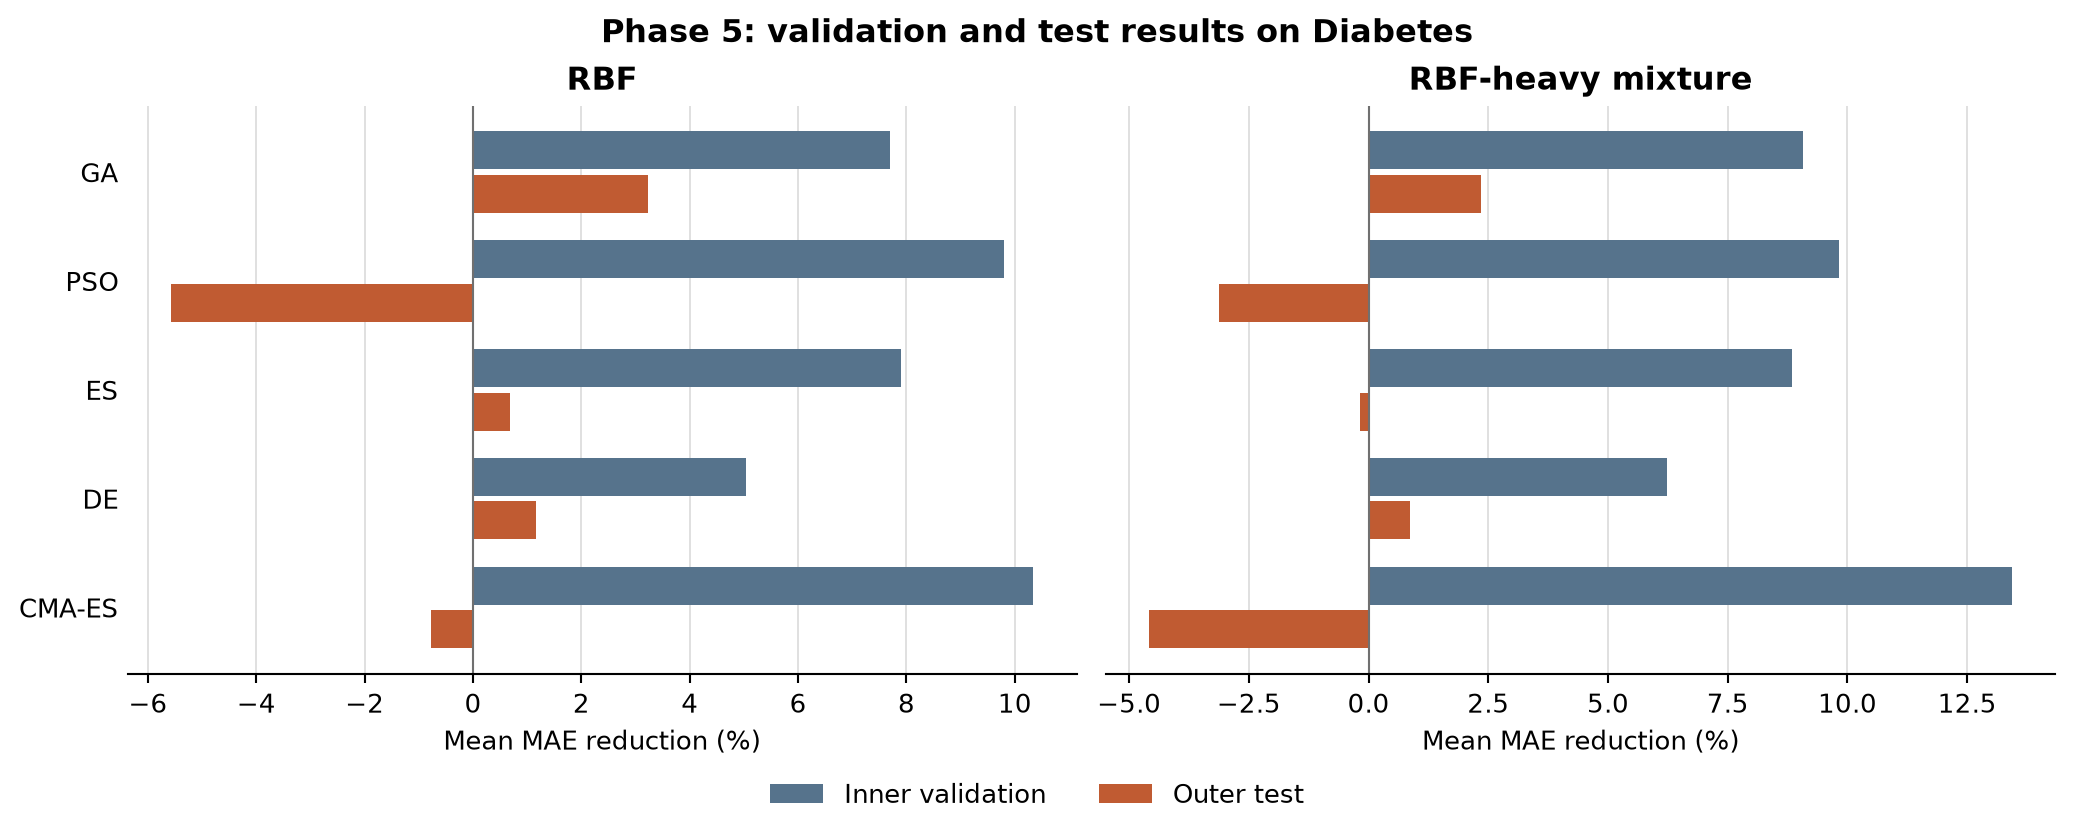 Phase 5: validation and test results on Diabetes
RBF
RBF-heavy mixture
GA
PSO
ES
DE
CMA-ES
−6 −4 −2 0 2 4 6 8 10
−5.0 −2.5 0.0 2.5 5.0 7.5 10.0 12.5
Mean MAE reduction (%)
Mean MAE reduction (%)
Inner validation
Outer test